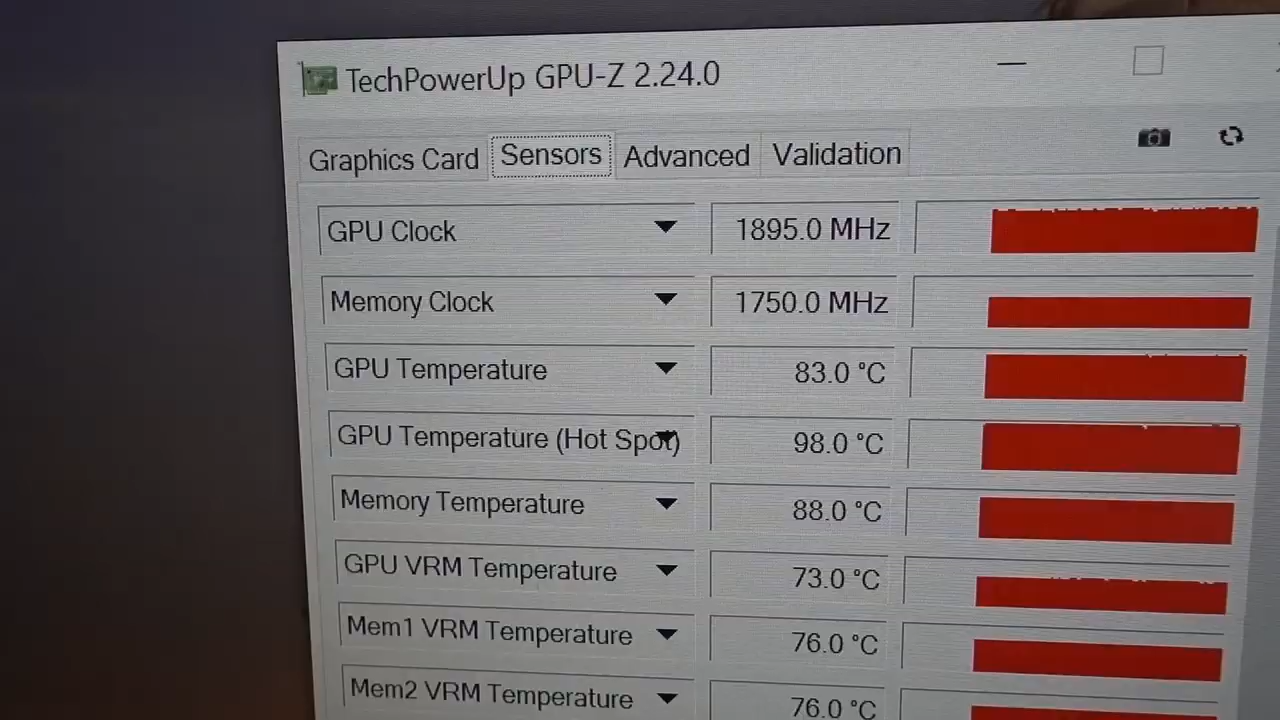 TechPowerUp GPU-Z 2.24.0
Graphics Card Sensors Advanced Validation
GPU Clock 1895.0 MHz
Memory Clock 1750.0 MHz
GPU Temperature 83.0 °C
GPU Temperature (Hot Spot) 98.0 °C
Memory Temperature 88.0 °C
GPU VRM Temperature 73.0 °C
Mem1 VRM Temperature 76.0 °C
Mem2 VRM Temperature 76.0 °C